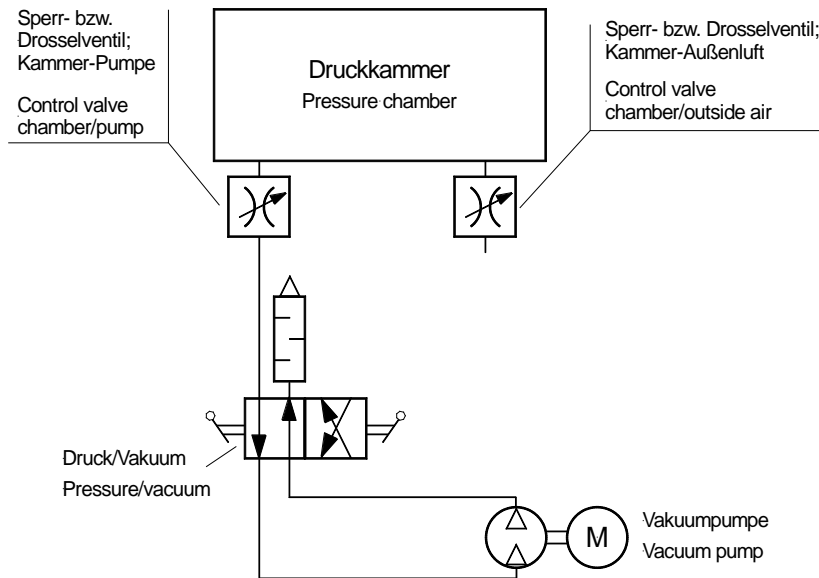 Sperr- bzw.
Drosselventil;
Kammer-Pumpe
Control valve
chamber/pump
Druckkammer
Pressure chamber
Sperr- bzw. Drosselventil;
Kammer-Außenluft
Control valve
chamber/outside air
Druck/Vakuum
Pressure/vacuum
M
Vakuumpumpe
Vacuum pump